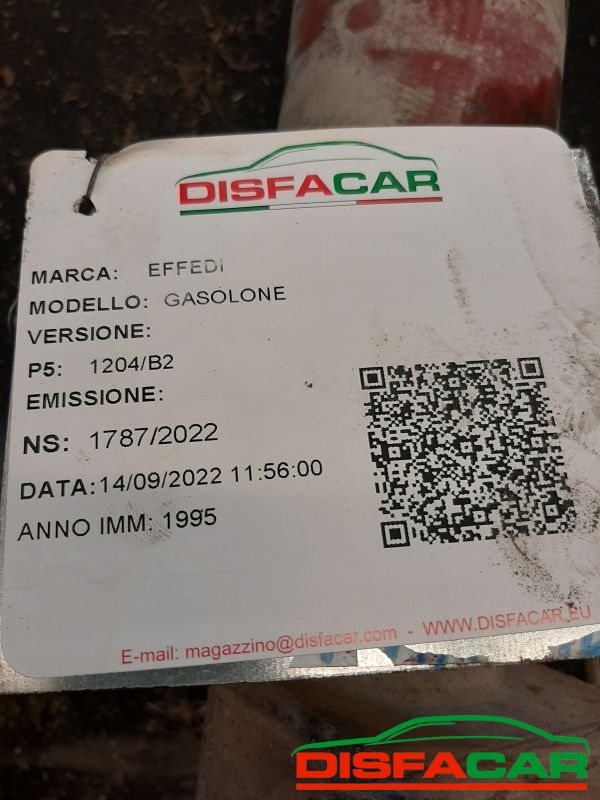 DISFACAR
MARCA: EFFEDI
MODELLO: GASOLONE
VERSIONE:
P5: 1204/B2
EMISSIONE:
NS: 1787/2022
DATA:14/09/2022 11:56:00
ANNO IMM: 1995
E-mail: magazzino@disfacar.com - WWW.DISFACAR.EU
DISFACAR